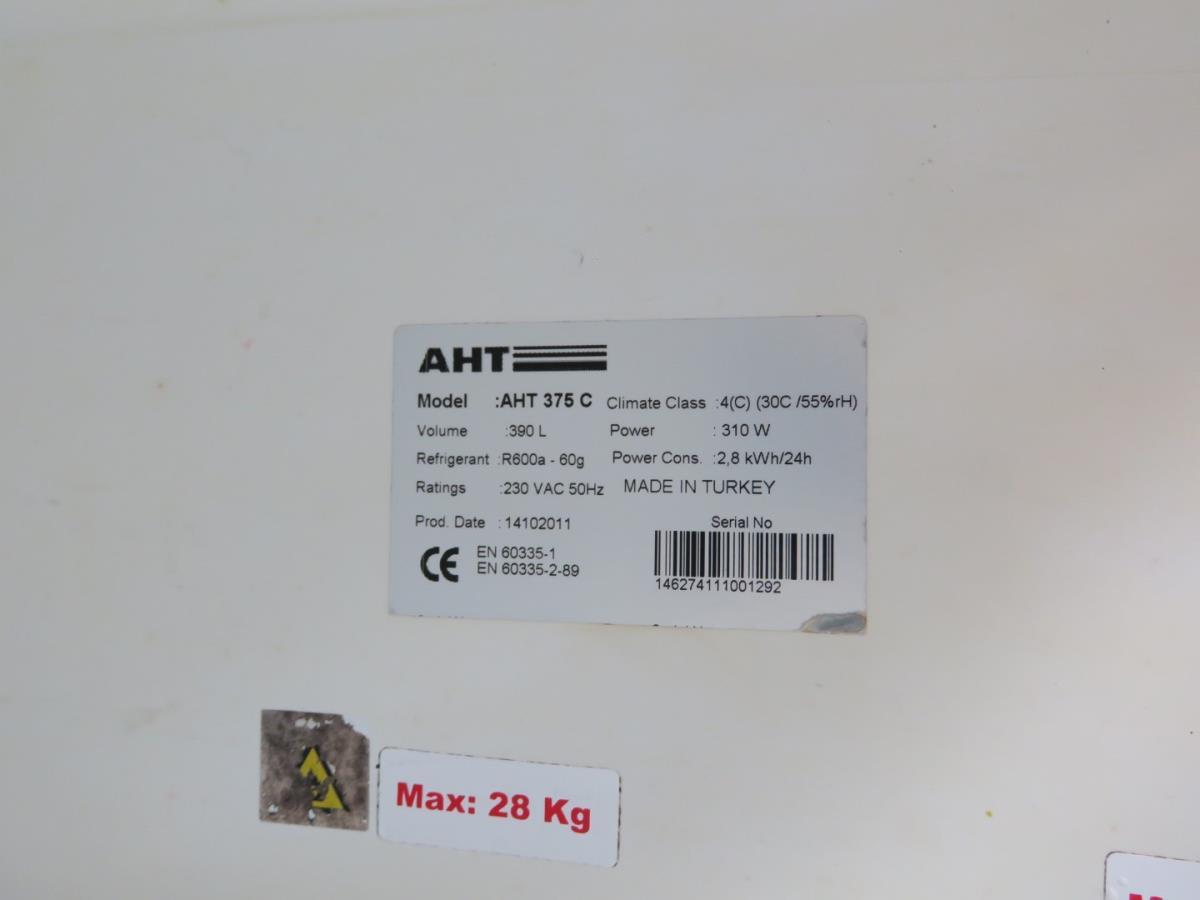 AHT
Model :AHT 375 C Climate Class :4(C) (30C /55%rH)
Volume :390 L Power : 310 W
Refrigerant :R600a - 60g Power Cons. :2,8 kWh/24h
Ratings :230 VAC 50Hz MADE IN TURKEY
Prod. Date : 14102011 Serial No
CE EN 60335-1
EN 60335-2-89
146274111001292
Max: 28 Kg